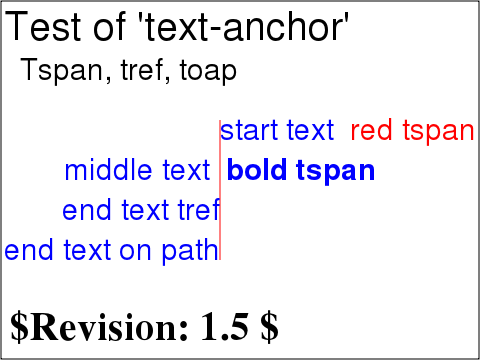 Test of 'text-anchor'
Tspan, tref, toap
start text red tspan
middle text bold tspan
end text tref
end text on path
$Revision: 1.5 $